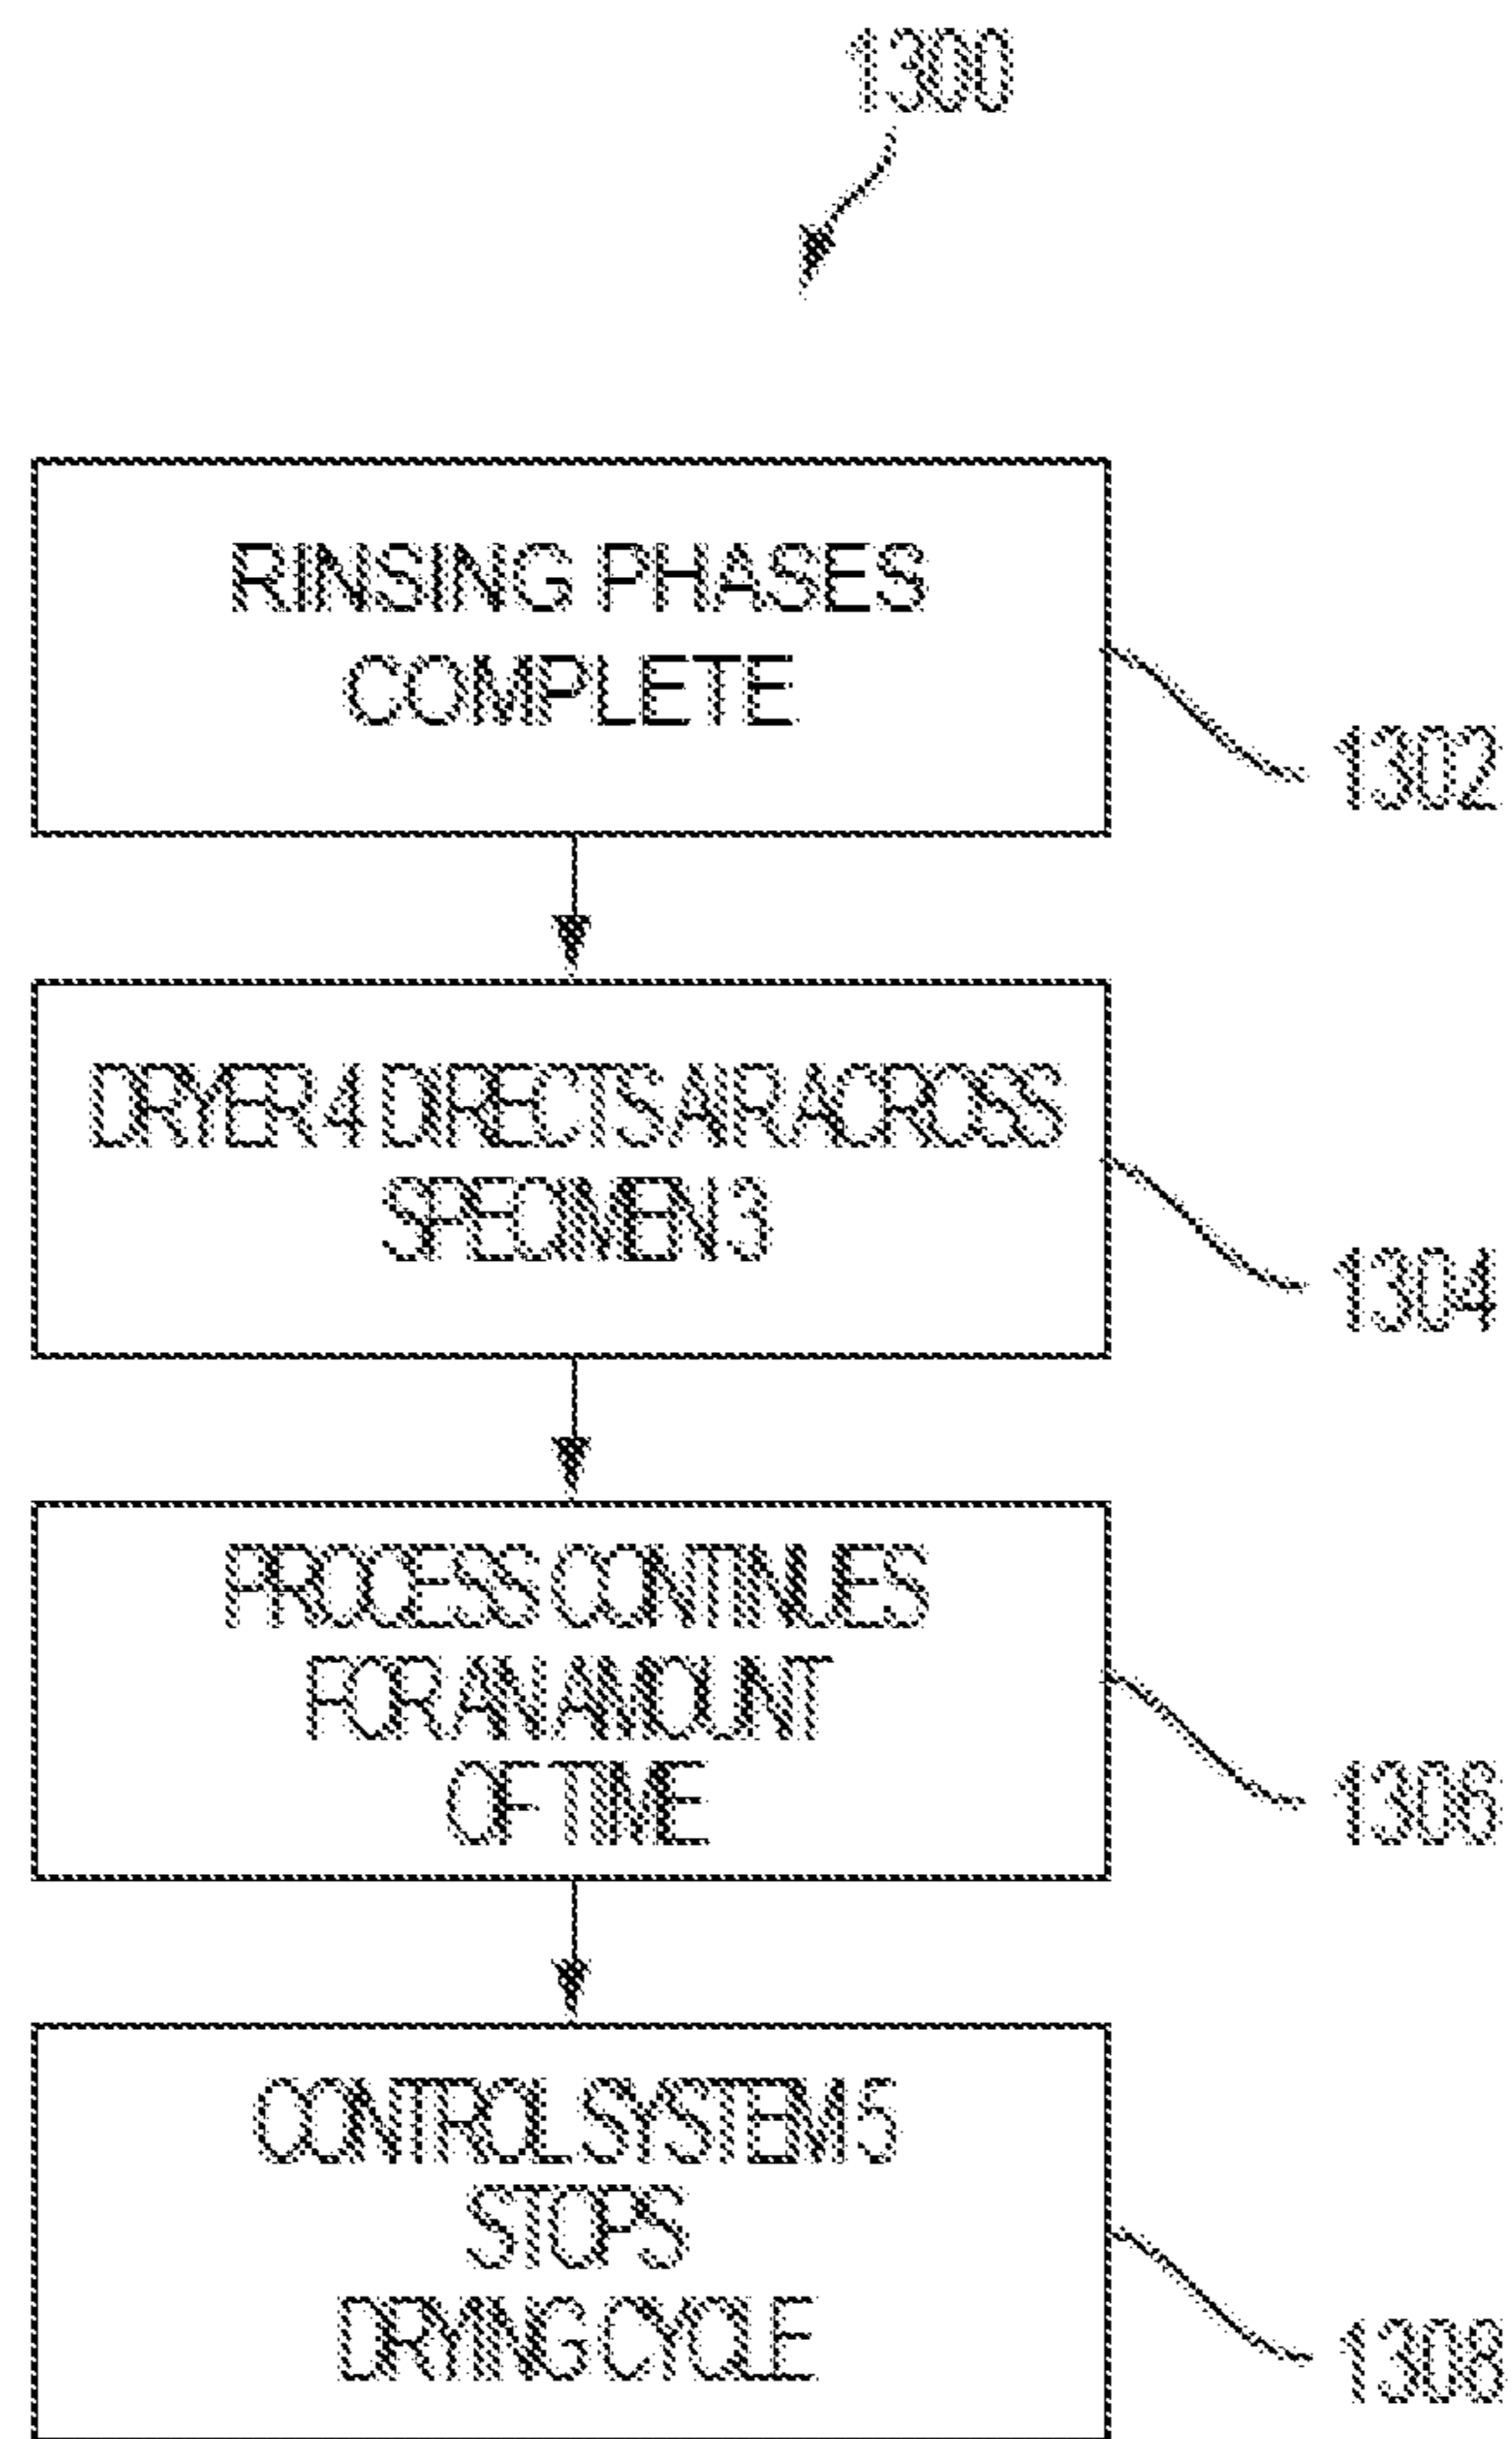 1300
RINSING PHASES
COMPLETE
1302
DRYER 4 DIRECTS AIR ACROSS
SPECIMEN 3
1304
PROCESS CONTINUES
FOR AN AMOUNT
OF TIME
1306
CONTROL SYSTEM 5
STOPS
DRYING CYCLE
1308